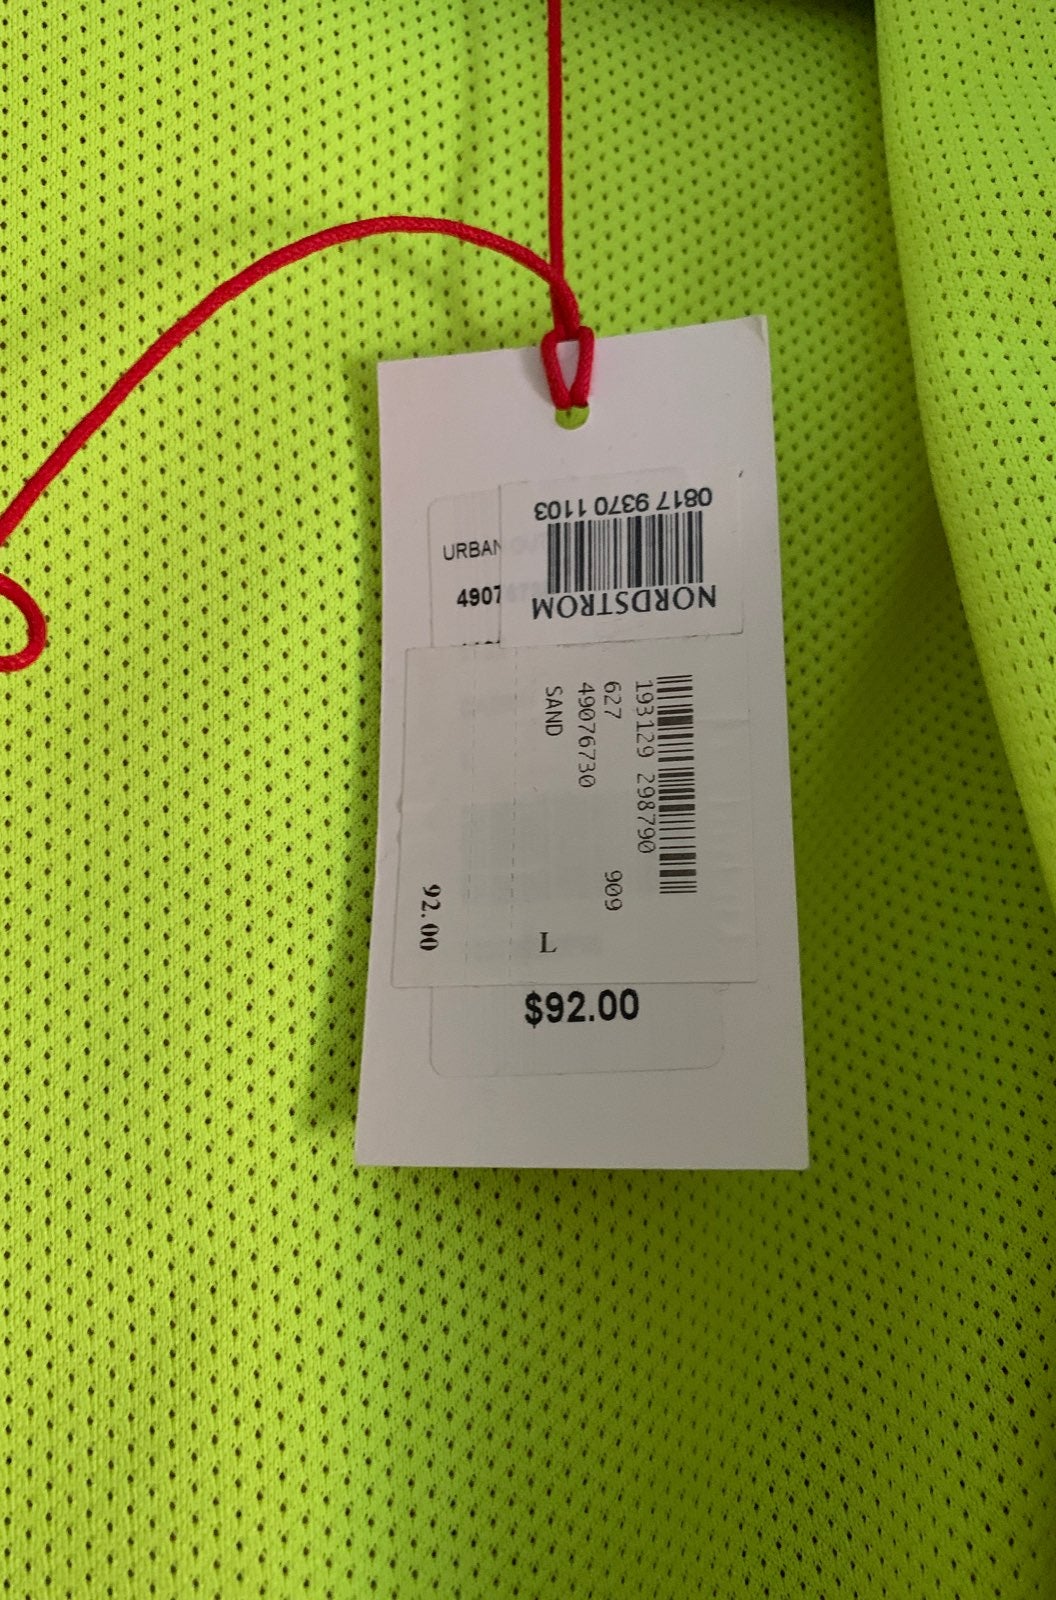 0817 9370 1103
NORDSTROM
URBAN
4907
193129 298790
627 909
49076730
SAND
L
92.00
$92.00